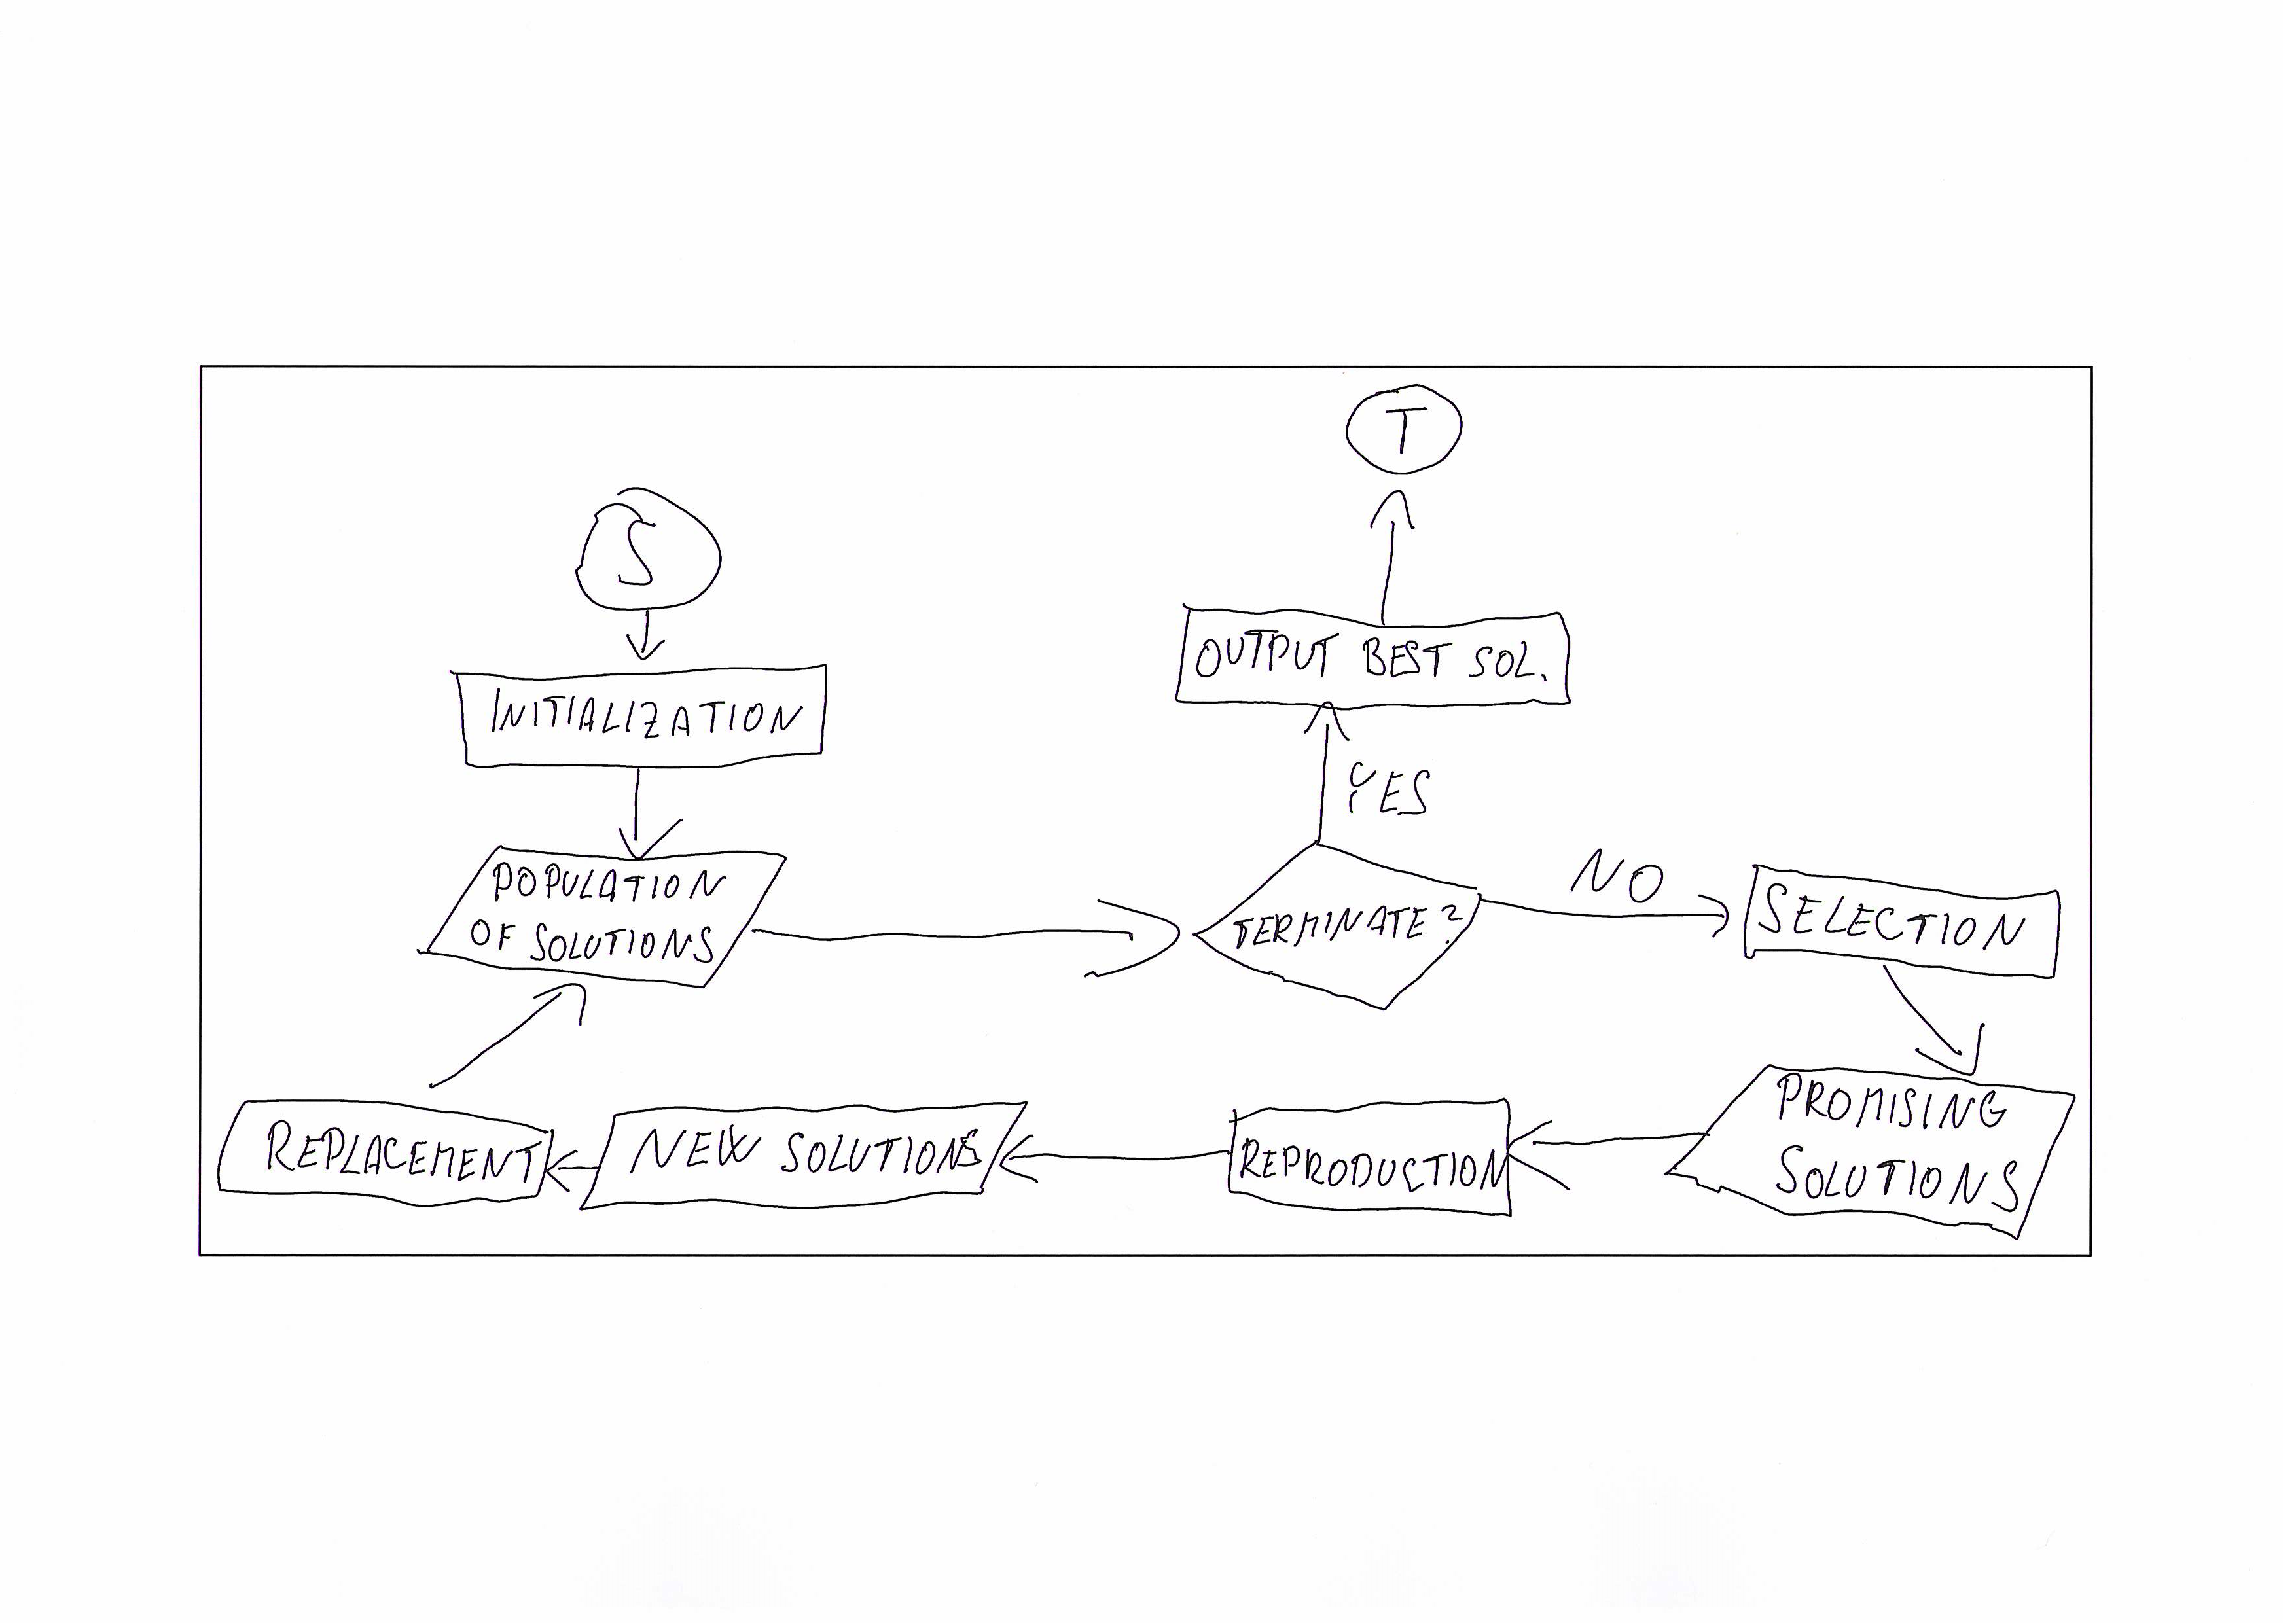 T
S
OUTPUT BEST SOL.
INITIALIZATION
YES
POPULATION
OF SOLUTIONS
TERMINATE?
NO
SELECTION
PROMISING
SOLUTIONS
REPRODUCTION
NEW SOLUTIONS
REPLACEMENT